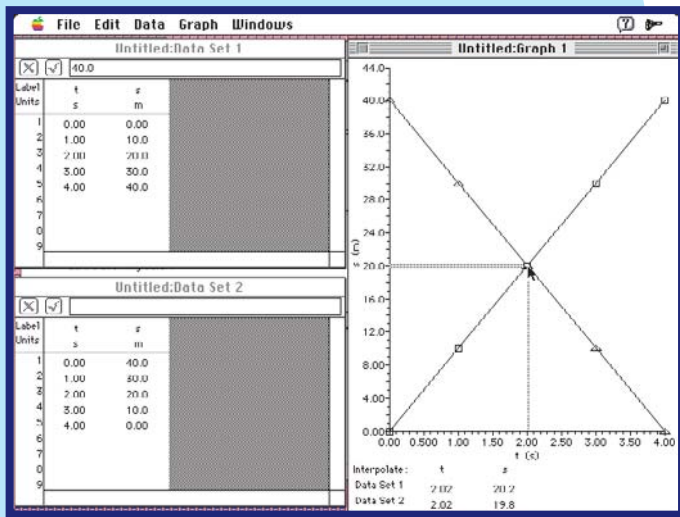 File Edit Data Graph Windows
Untitled:Data Set 1
40.0
Label t s
Units s m
1 0.00 0.00
2 1.00 10.0
3 2.00 20.0
4 3.00 30.0
5 4.00 40.0
6
7
8
9
Untitled:Data Set 2
Label t s
Units s m
1 0.00 40.0
2 1.00 30.0
3 2.00 20.0
4 3.00 10.0
5 4.00 0.00
6
7
8
9
Untitled:Graph 1
44.0
40.0
36.0
32.0
28.0
24.0
s (m)
20.0
16.0
12.0
8.00
4.00
0.00
0.00 0.500 1.00 2.00 3.00 4.00
t (s)
Interpolate: t s
Data Set 1 2.02 20.2
Data Set 2 2.02 19.8